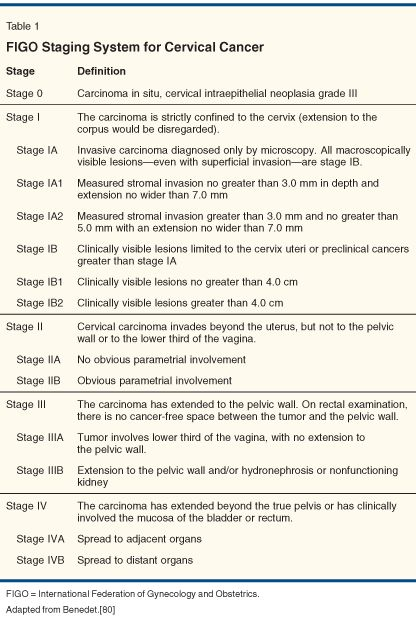 Table 1
FIGO Staging System for Cervical Cancer
Stage Definition
Stage 0 Carcinoma in situ, cervical intraepithelial neoplasia grade III
Stage I The carcinoma is strictly confined to the cervix (extension to the
corpus would be disregarded).
Stage IA Invasive carcinoma diagnosed only by microscopy. All macroscopically
visible lesions—even with superficial invasion—are stage IB.
Stage IA1 Measured stromal invasion no greater than 3.0 mm in depth and
extension no wider than 7.0 mm
Stage IA2 Measured stromal invasion greater than 3.0 mm and no greater than
5.0 mm with an extension no wider than 7.0 mm
Stage IB Clinically visible lesions limited to the cervix uteri or preclinical cancers
greater than stage IA
Stage IB1 Clinically visible lesions no greater than 4.0 cm
Stage IB2 Clinically visible lesions greater than 4.0 cm
Stage II Cervical carcinoma invades beyond the uterus, but not to the pelvic
wall or to the lower third of the vagina.
Stage IIA No obvious parametrial involvement
Stage IIB Obvious parametrial involvement
Stage III The carcinoma has extended to the pelvic wall. On rectal examination,
there is no cancer-free space between the tumor and the pelvic wall.
Stage IIIA Tumor involves lower third of the vagina, with no extension to
the pelvic wall.
Stage IIIB Extension to the pelvic wall and/or hydronephrosis or nonfunctioning
kidney
Stage IV The carcinoma has extended beyond the true pelvis or has clinically
involved the mucosa of the bladder or rectum.
Stage IVA Spread to adjacent organs
Stage IVB Spread to distant organs
FIGO = International Federation of Gynecology and Obstetrics.
Adapted from Benedet.[80]